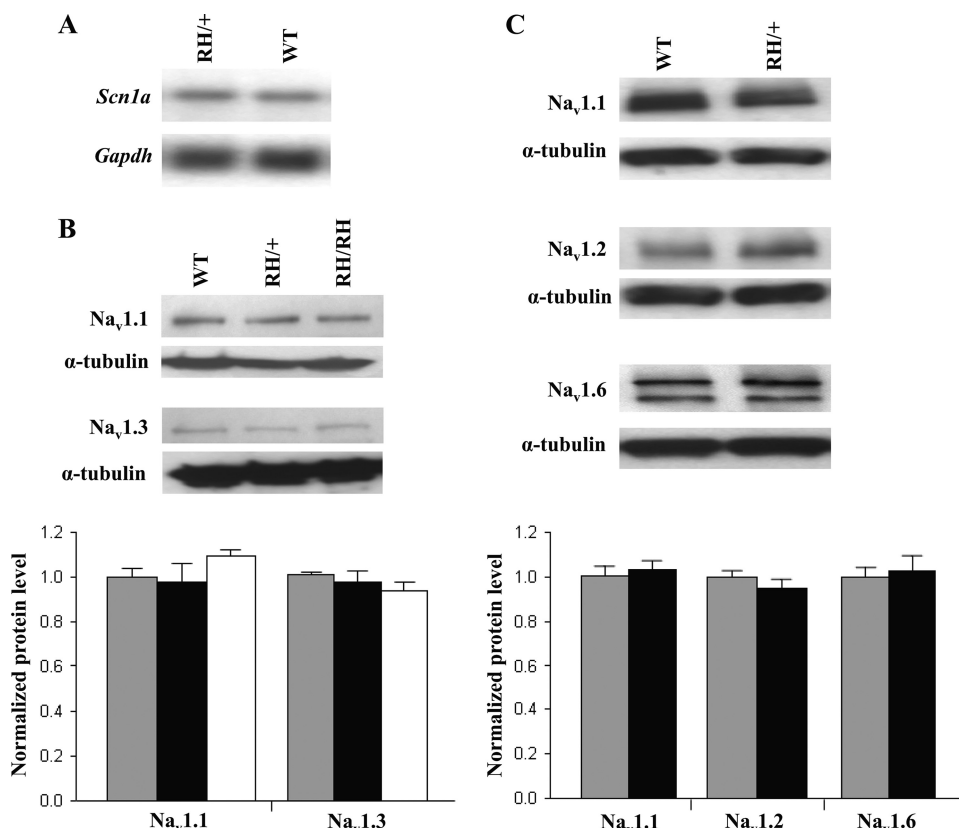 A
RH/+
WT
Scn1a
Gapdh
B
WT
RH/+
RH/RH
Nav1.1
α-tubulin
Nav1.3
α-tubulin
Normalized protein level
1.2
1.0
0.8
0.6
0.4
0.2
0.0
Nav1.1
Nav1.3
C
WT
RH/+
Nav1.1
α-tubulin
Nav1.2
α-tubulin
Nav1.6
α-tubulin
Normalized protein level
1.2
1.0
0.8
0.6
0.4
0.2
0.0
Nav1.1
Nav1.2
Nav1.6